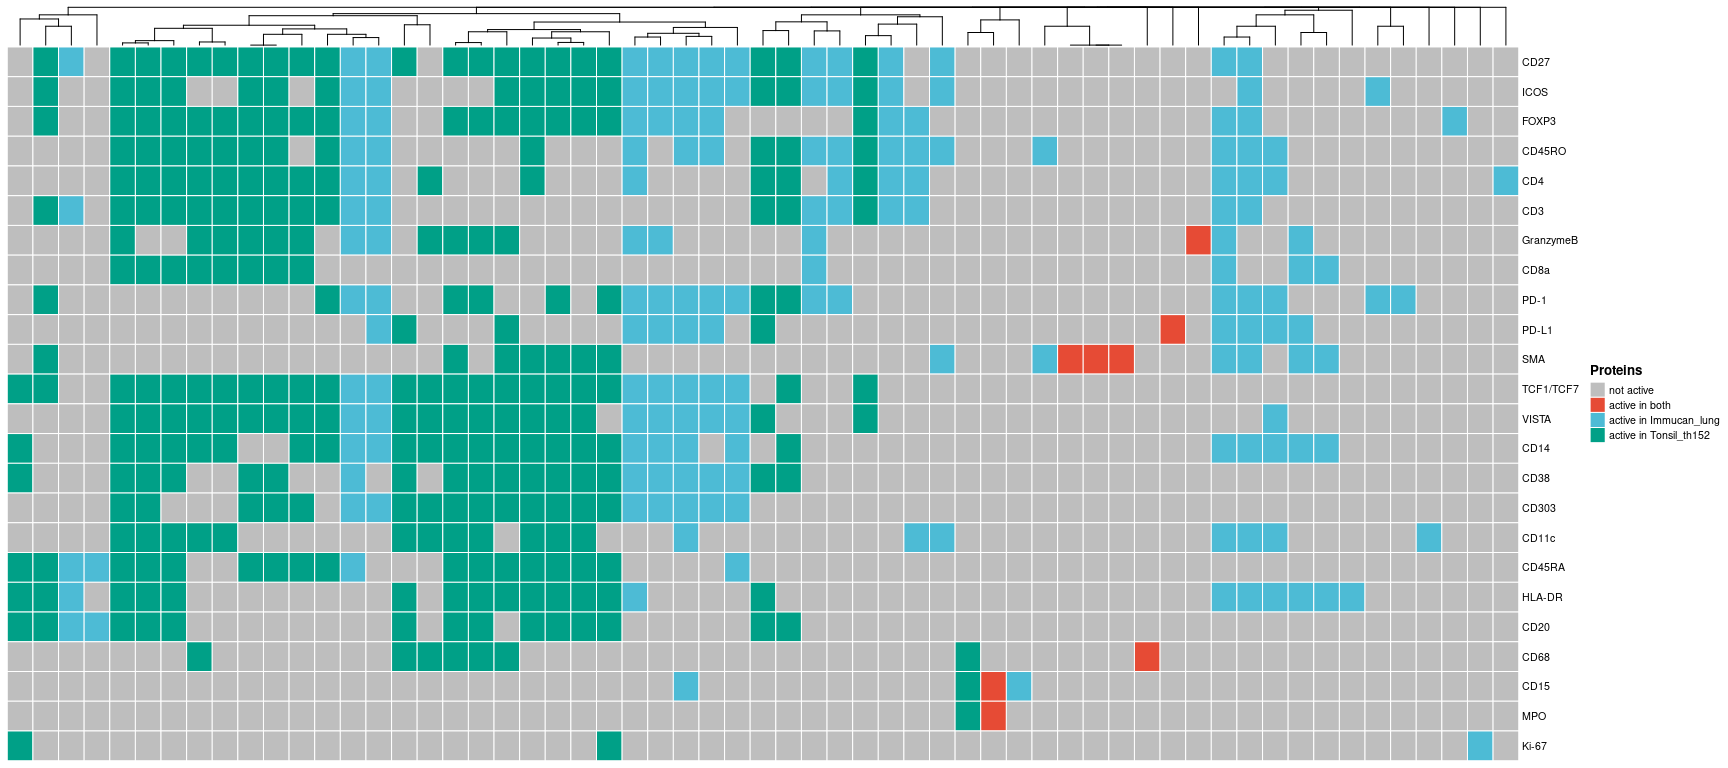 CD27
ICOS
FOXP3
CD45RO
CD4
CD3
GranzymeB
CD8a
PD-1
PD-L1
SMA
TCF1/TCF7
VISTA
CD14
CD38
CD303
CD11c
CD45RA
HLA-DR
CD20
CD68
CD15
MPO
Ki-67
Proteins
not active
active in both
active in Immucan_lung
active in Tonsil_th152